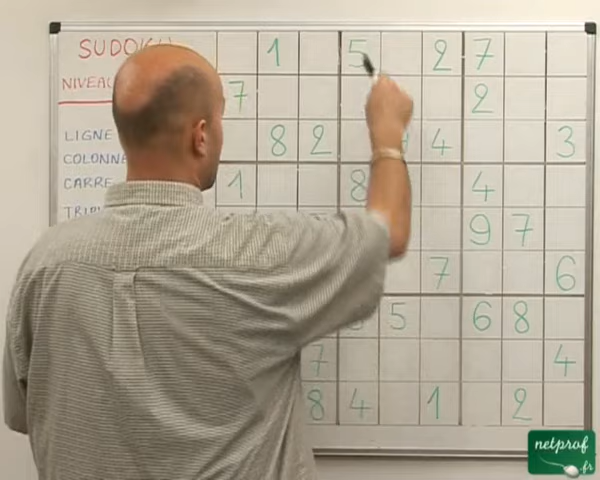 SUDOKU 1 5 2 7
NIVEAU 7 2
LIGNE 8 2 4 3
COLONNE
CARRE 1 8 4
9 7
7 6
5 6 8
7 4
8 4 1 2
netprof
.fr